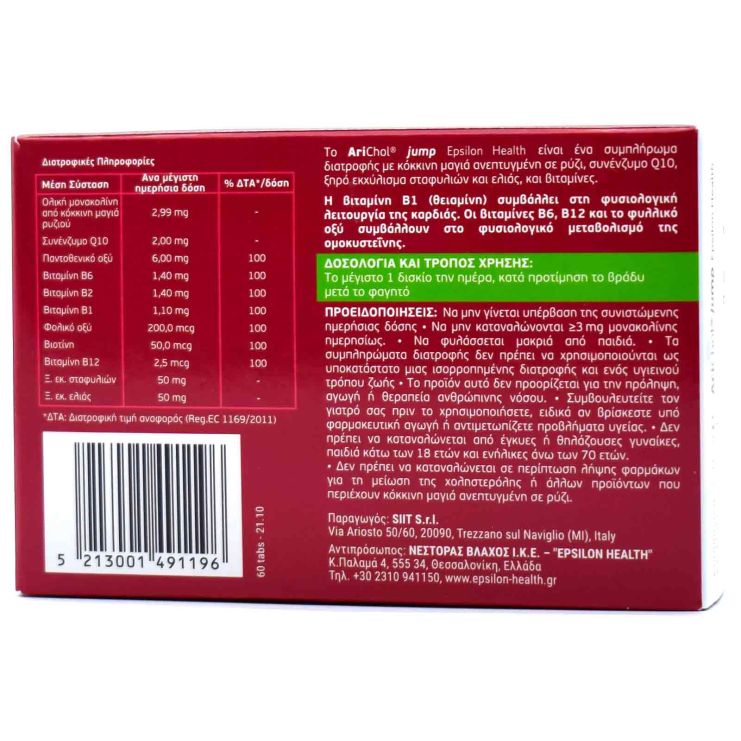 Διατροφικές Πληροφορίες
Μέση Σύσταση	Ανα μέγιστη ημερήσια δόση	% ΔΤΑ*/δόση
Ολική μονακολίνη από κόκκινη μαγιά ρυζιού	2,99 mg	-
Συνένζυμο Q10	2,00 mg	-
Παντοθενικό οξύ	6,00 mg	100
Βιταμίνη Β6	1,40 mg	100
Βιταμίνη Β2	1,40 mg	100
Βιταμίνη Β1	1,10 mg	100
Φολικό οξύ	200,0 mcg	100
Βιοτίνη	50,0 mcg	100
Βιταμίνη Β12	2,5 mcg	100
Ξ. εκ. σταφυλιών	50 mg	-
Ξ. εκ. ελιάς	50 mg	-
*ΔΤΑ: Διατροφική τιμή αναφοράς (Reg.EC 1169/2011)
5 213001 491196
60 tabs - 21.10
Το AriChol® jump Epsilon Health είναι ένα συμπλήρωμα
διατροφής με κόκκινη μαγιά ανεπτυγμένη σε ρύζι, συνένζυμο Q10,
ξηρό εκχύλισμα σταφυλιών και ελιάς, και βιταμίνες.
Η βιταμίνη Β1 (θειαμίνη) συμβάλλει στη φυσιολογική
λειτουργία της καρδιάς. Οι βιταμίνες Β6, Β12 και το φυλλικό
οξύ συμβάλλουν στο φυσιολογικό μεταβολισμό της
ομοκυστεΐνης.
ΔΟΣΟΛΟΓΙΑ ΚΑΙ ΤΡΟΠΟΣ ΧΡΗΣΗΣ:
Το μέγιστο 1 δισκίο την ημέρα, κατά προτίμηση το βράδυ
μετά το φαγητό
ΠΡΟΕΙΔΟΠΟΙΗΣΕΙΣ: Να μην γίνεται υπέρβαση της συνιστώμενης
ημερήσιας δόσης • Να μην καταναλώνονται ≥3 mg μονακολίνης
ημερησίως. • Να φυλάσσεται μακριά από παιδιά. • Τα
συμπληρώματα διατροφής δεν πρέπει να χρησιμοποιούνται ως
υποκατάστατο μιας ισορροπημένης διατροφής και ενός υγιεινού
τρόπου ζωής • Το προϊόν αυτό δεν προορίζεται για την πρόληψη,
αγωγή ή θεραπεία ανθρώπινης νόσου. • Συμβουλευτείτε τον
γιατρό σας πριν το χρησιμοποιήσετε, ειδικά αν βρίσκεστε υπό
φαρμακευτική αγωγή ή αντιμετωπίζετε προβλήματα υγείας. • Δεν
πρέπει να καταναλώνεται από έγκυες ή θηλάζουσες γυναίκες,
παιδιά κάτω των 18 ετών και ενήλικες άνω των 70 ετών.
• Δεν πρέπει να καταναλώνεται σε περίπτωση λήψης φαρμάκων
για τη μείωση της χοληστερόλης ή άλλων προϊόντων που
περιέχουν κόκκινη μαγιά ανεπτυγμένη σε ρύζι.
Παραγωγός: SIIT S.r.l.
Via Ariosto 50/60, 20090, Trezzano sul Naviglio (MI), Italy
Αντιπρόσωπος: ΝΕΣΤΟΡΑΣ ΒΛΑΧΟΣ Ι.Κ.Ε. – "EPSILON HEALTH"
Κ.Παλαμά 4, 555 34, Θεσσαλονίκη, Ελλάδα
Τηλ. +30 2310 941150, www.epsilon-health.gr
jump Epsilon Health